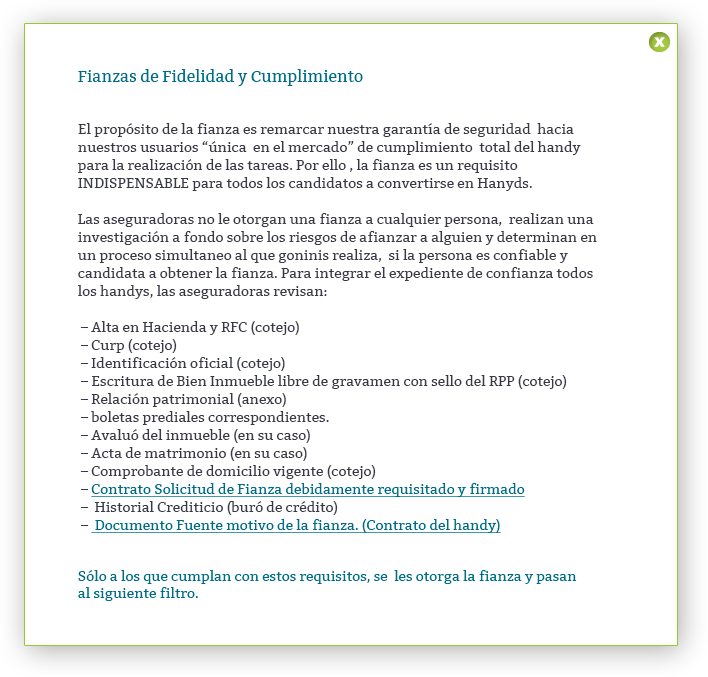 Fianzas de Fidelidad y Cumplimiento
El propósito de la fianza es remarcar nuestra garantía de seguridad hacia
nuestros usuarios “única en el mercado” de cumplimiento total del handy
para la realización de las tareas. Por ello , la fianza es un requisito
INDISPENSABLE para todos los candidatos a convertirse en Hanyds.
Las aseguradoras no le otorgan una fianza a cualquier persona, realizan una
investigación a fondo sobre los riesgos de afianzar a alguien y determinan en
un proceso simultaneo al que goninis realiza, si la persona es confiable y
candidata a obtener la fianza. Para integrar el expediente de confianza todos
los handys, las aseguradoras revisan:
– Alta en Hacienda y RFC (cotejo)
– Curp (cotejo)
– Identificación oficial (cotejo)
– Escritura de Bien Inmueble libre de gravamen con sello del RPP (cotejo)
– Relación patrimonial (anexo)
– boletas prediales correspondientes.
– Avaluó del inmueble (en su caso)
– Acta de matrimonio (en su caso)
– Comprobante de domicilio vigente (cotejo)
– Contrato Solicitud de Fianza debidamente requisitado y firmado
– Historial Crediticio (buró de crédito)
– Documento Fuente motivo de la fianza. (Contrato del handy)
Sólo a los que cumplan con estos requisitos, se les otorga la fianza y pasan
al siguiente filtro.